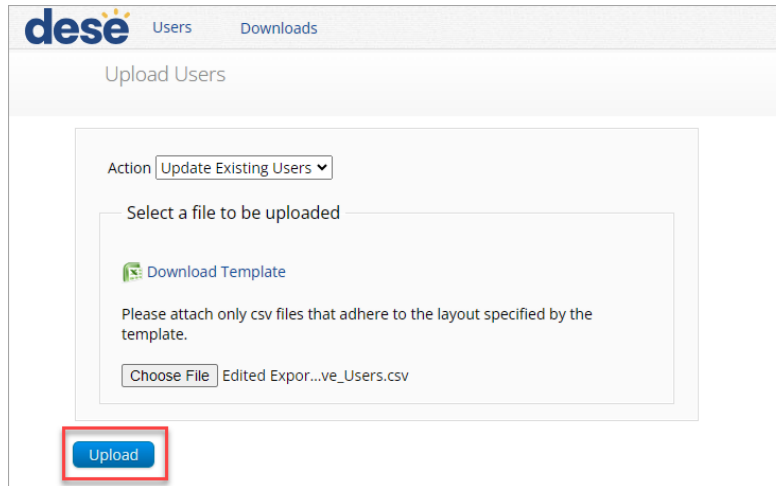 dese Users Downloads
Upload Users
Action Update Existing Users
Select a file to be uploaded
Download Template
Please attach only csv files that adhere to the layout specified by the
template.
Choose File Edited Expor...ve_Users.csv
Upload